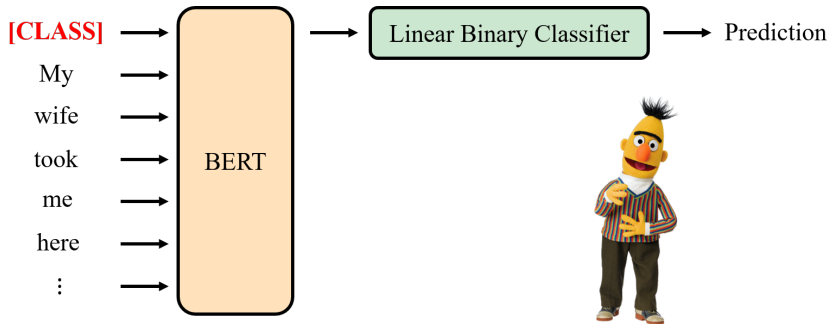 [CLASS]
My
wife
took
me
here
⋮
BERT
Linear Binary Classifier
Prediction